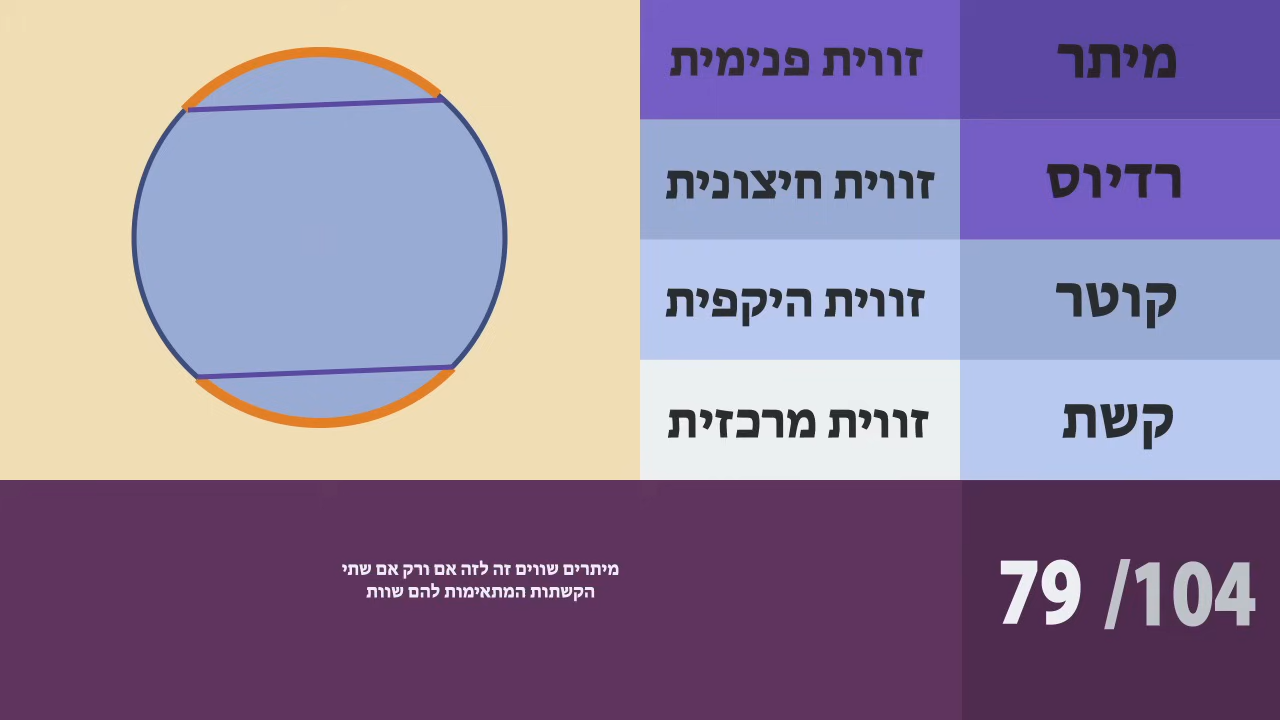 מיתר
זווית פנימית
רדיוס
זווית חיצונית
קוטר
זווית היקפית
קשת
זווית מרכזית
מיתרים שווים זה לזה אם ורק אם שתי
הקשתות המתאימות להם שוות
79 /104